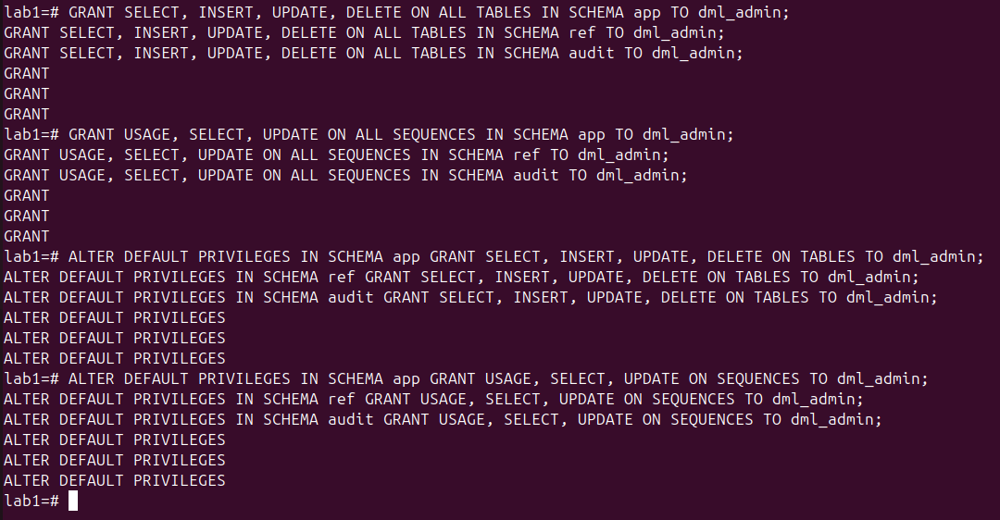 lab1=# GRANT SELECT, INSERT, UPDATE, DELETE ON ALL TABLES IN SCHEMA app TO dml_admin;
GRANT SELECT, INSERT, UPDATE, DELETE ON ALL TABLES IN SCHEMA ref TO dml_admin;
GRANT SELECT, INSERT, UPDATE, DELETE ON ALL TABLES IN SCHEMA audit TO dml_admin;
GRANT
GRANT
GRANT
lab1=# GRANT USAGE, SELECT, UPDATE ON ALL SEQUENCES IN SCHEMA app TO dml_admin;
GRANT USAGE, SELECT, UPDATE ON ALL SEQUENCES IN SCHEMA ref TO dml_admin;
GRANT USAGE, SELECT, UPDATE ON ALL SEQUENCES IN SCHEMA audit TO dml_admin;
GRANT
GRANT
GRANT
lab1=# ALTER DEFAULT PRIVILEGES IN SCHEMA app GRANT SELECT, INSERT, UPDATE, DELETE ON TABLES TO dml_admin;
ALTER DEFAULT PRIVILEGES IN SCHEMA ref GRANT SELECT, INSERT, UPDATE, DELETE ON TABLES TO dml_admin;
ALTER DEFAULT PRIVILEGES IN SCHEMA audit GRANT SELECT, INSERT, UPDATE, DELETE ON TABLES TO dml_admin;
ALTER DEFAULT PRIVILEGES
ALTER DEFAULT PRIVILEGES
ALTER DEFAULT PRIVILEGES
lab1=# ALTER DEFAULT PRIVILEGES IN SCHEMA app GRANT USAGE, SELECT, UPDATE ON SEQUENCES TO dml_admin;
ALTER DEFAULT PRIVILEGES IN SCHEMA ref GRANT USAGE, SELECT, UPDATE ON SEQUENCES TO dml_admin;
ALTER DEFAULT PRIVILEGES IN SCHEMA audit GRANT USAGE, SELECT, UPDATE ON SEQUENCES TO dml_admin;
ALTER DEFAULT PRIVILEGES
ALTER DEFAULT PRIVILEGES
ALTER DEFAULT PRIVILEGES
lab1=#